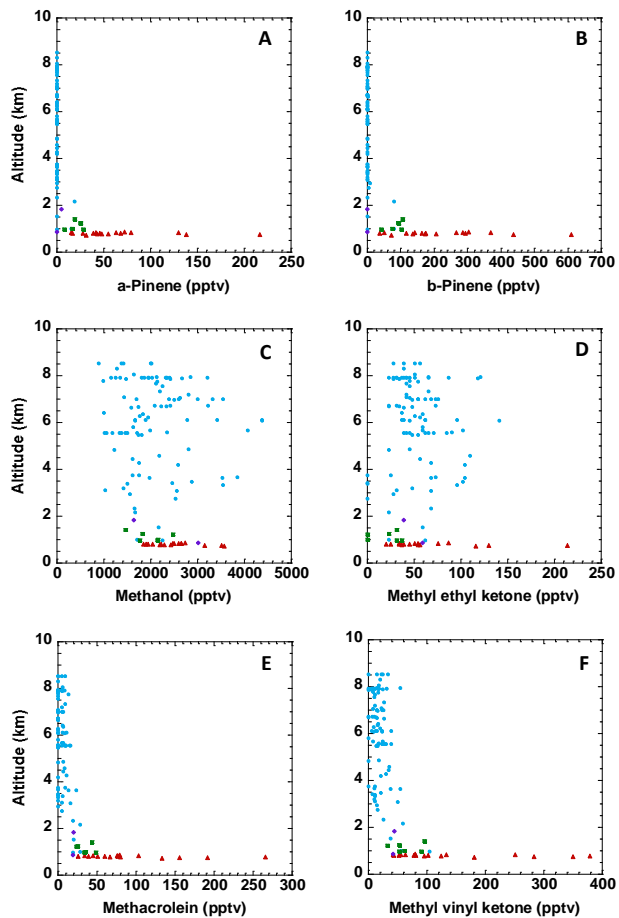 A
B
10
8
6
4
2
0
Altitude (km)
0 50 100 150 200 250
a-Pinene (pptv)
10
8
6
4
2
0
0 100 200 300 400 500 600 700
b-Pinene (pptv)
C
D
10
8
6
4
2
0
Altitude (km)
0 1000 2000 3000 4000 5000
Methanol (pptv)
10
8
6
4
2
0
Altitude (km)
0 50 100 150 200 250
Methyl ethyl ketone (pptv)
E
F
10
8
6
4
2
0
Altitude (km)
0 50 100 150 200 250 300
Methacrolein (pptv)
10
8
6
4
2
0
0 100 200 300 400
Methyl vinyl ketone (pptv)